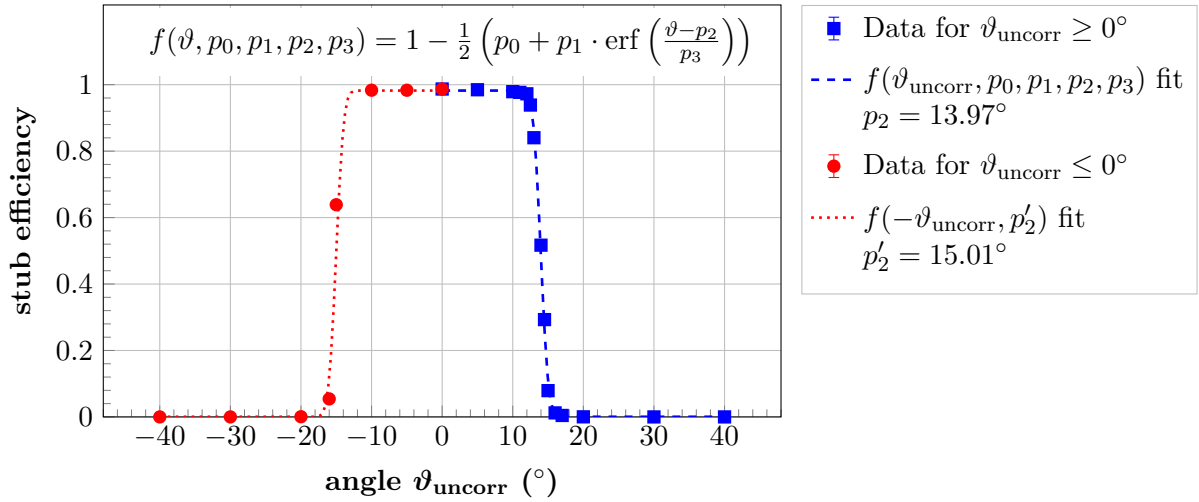 f(ϑ, p₀, p₁, p₂, p₃) = 1 − ½ (p₀ + p₁ · erf ((ϑ−p₂)/p₃))
1
0.8
0.6
0.4
0.2
0
−40 −30 −20 −10 0 10 20 30 40
stub efficiency
angle ϑ_uncorr (°)
Data for ϑ_uncorr ≥ 0°
f(ϑ_uncorr, p₀, p₁, p₂, p₃) fit
p₂ = 13.97°
Data for ϑ_uncorr ≤ 0°
f(−ϑ_uncorr, p′₂) fit
p′₂ = 15.01°